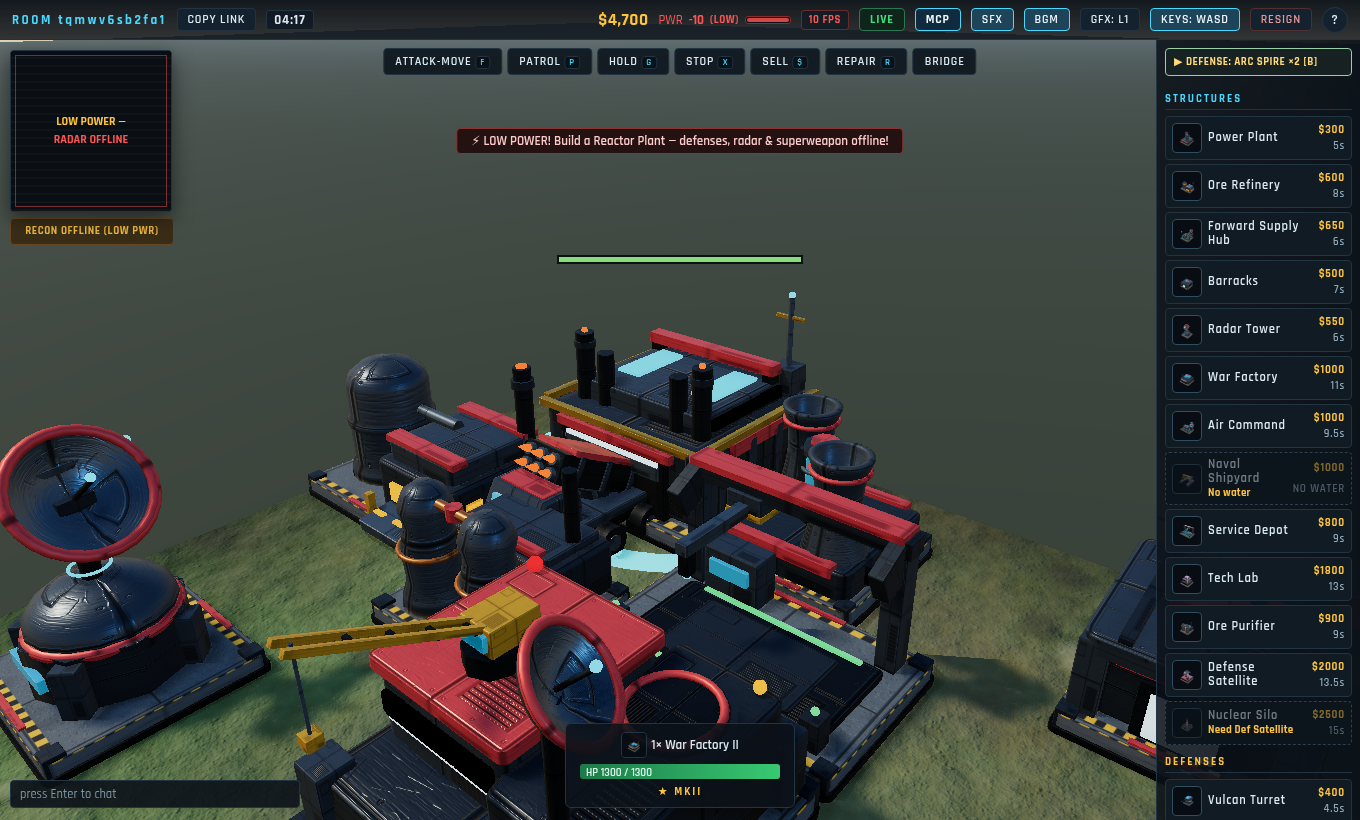 ROOM tqmwv6sb2fa1
COPY LINK
04:17
$4,700
PWR -10 (LOW)
10 FPS
LIVE
MCP
SFX
BGM
GFX: L1
KEYS: WASD
RESIGN
?
LOW POWER —
RADAR OFFLINE
RECON OFFLINE (LOW PWR)
ATTACK-MOVE F
PATROL P
HOLD G
STOP X
SELL $
REPAIR R
BRIDGE
⚡ LOW POWER! Build a Reactor Plant — defenses, radar & superweapon offline!
▶ DEFENSE: ARC SPIRE ×2 [B]
STRUCTURES
Power Plant $300
5s
Ore Refinery $600
8s
Forward Supply Hub $650
6s
Barracks $500
7s
Radar Tower $550
6s
War Factory $1000
11s
Air Command $1000
9.5s
Naval Shipyard $1000
No water NO WATER
Service Depot $800
9s
Tech Lab $1800
13s
Ore Purifier $900
9s
Defense Satellite $2000
13.5s
Nuclear Silo $2500
Need Def Satellite 15s
DEFENSES
Vulcan Turret $400
4.5s
1× War Factory II
HP 1300 / 1300
★ MKII
press Enter to chat